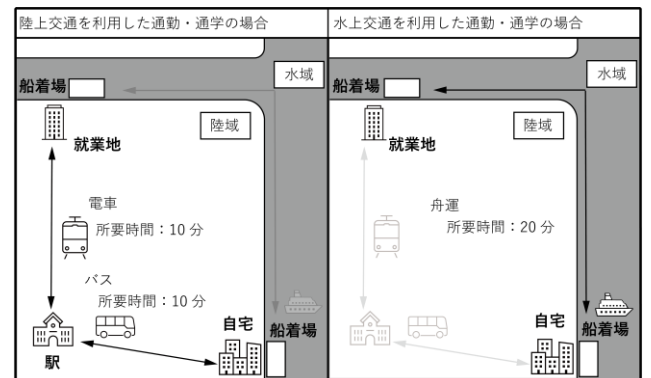 陸上交通を利用した通勤・通学の場合
水域
船着場
陸域
就業地
電車
所要時間：10 分
バス
所要時間：10 分
自宅
船着場
駅
水上交通を利用した通勤・通学の場合
水域
船着場
陸域
就業地
舟運
所要時間：20 分
自宅
船着場